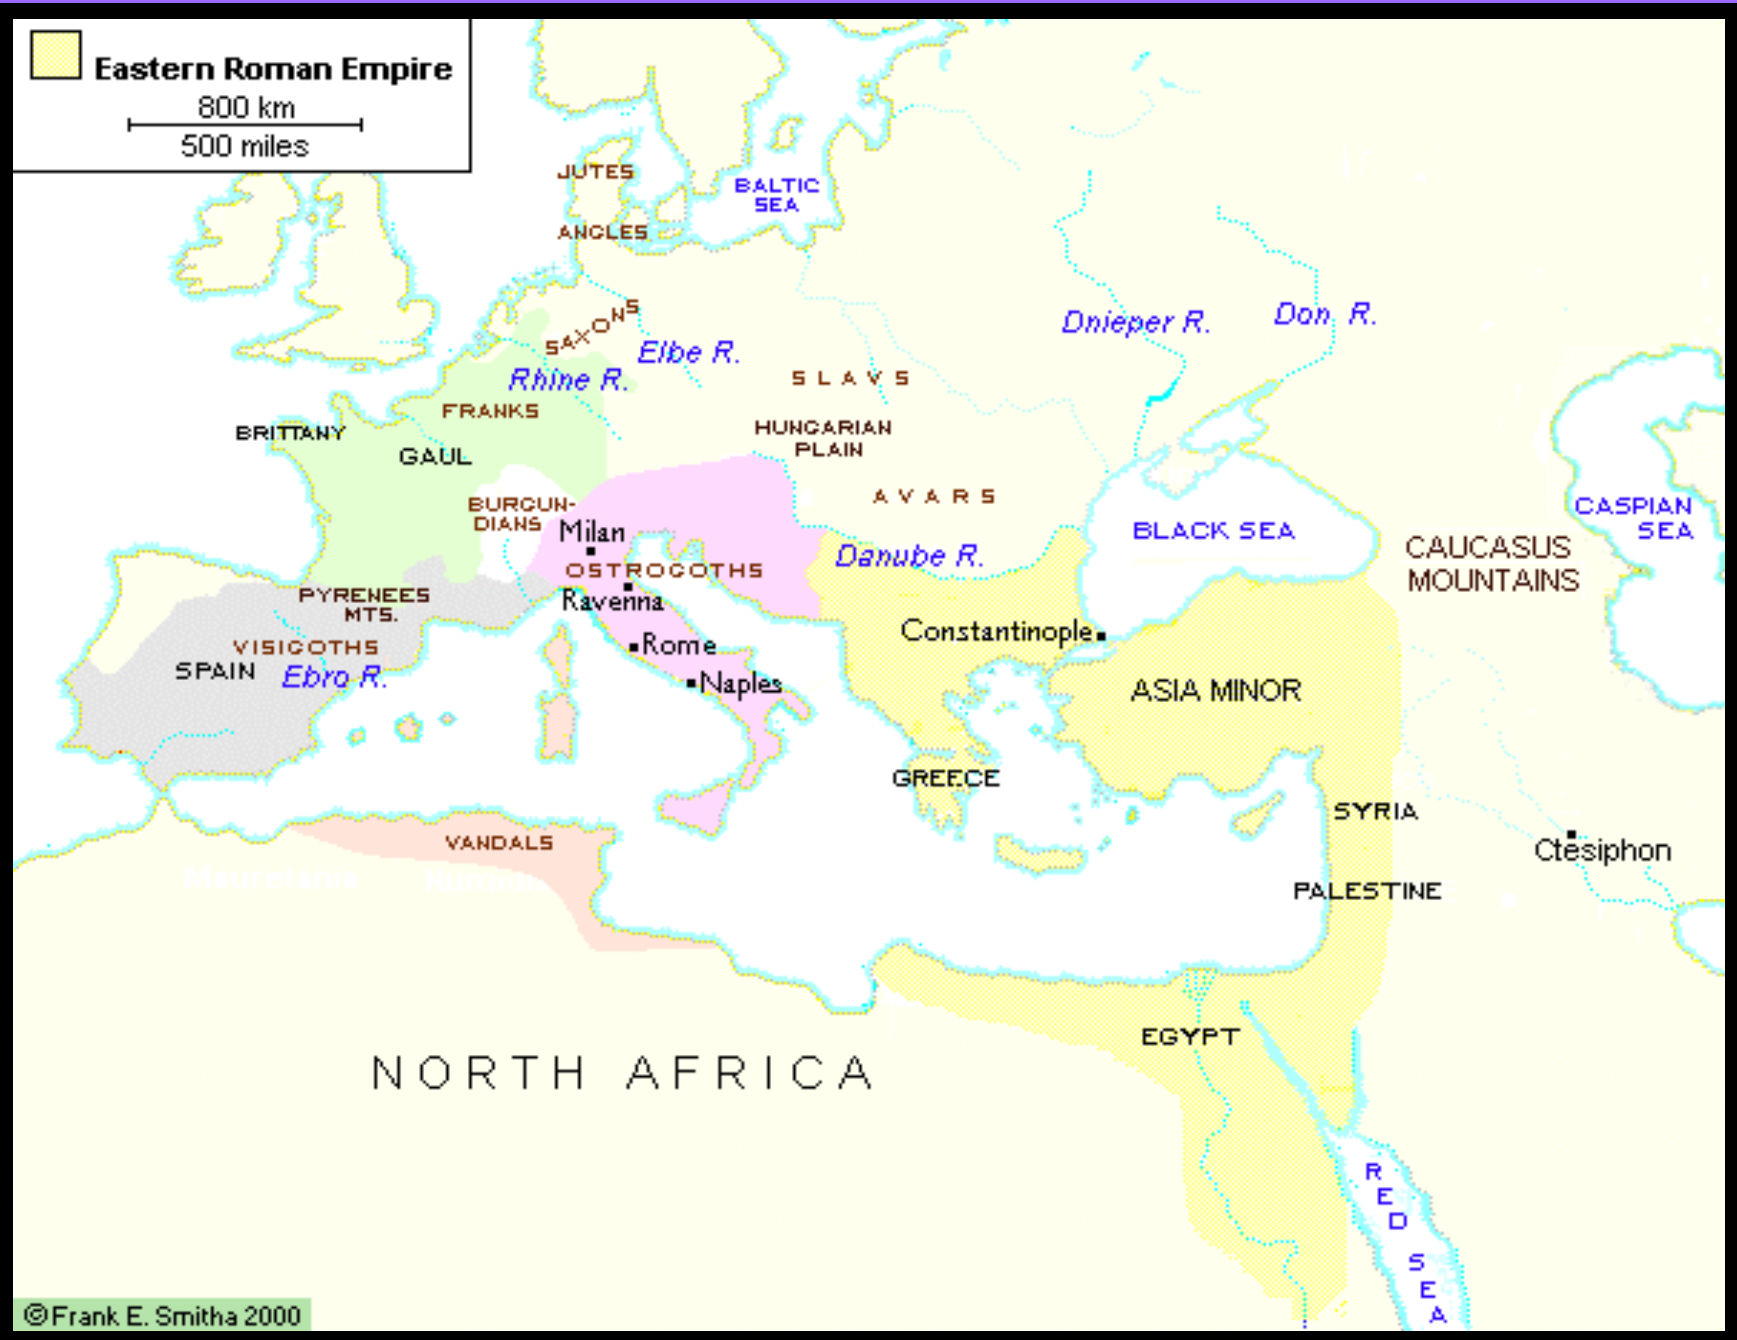 Eastern Roman Empire
800 km
500 miles
JUTES
BALTIC
SEA
ANGLES
SAXONS
Elbe R.
Dnieper R.
Don R.
Rhine R.
SLAVS
FRANKS
BRITTANY
GAUL
HUNGARIAN
PLAIN
AVARS
BURGUN-
DIANS
Milan
BLACK SEA
CASPIAN
SEA
CAUCASUS
MOUNTAINS
Danube R.
OSTROGOTHS
Ravenna
PYRENEES
MTS.
Constantinople
VISIGOTHS
Rome
SPAIN
Ebro R.
Naples
ASIA MINOR
GREECE
SYRIA
VANDALS
Ctesiphon
Mauretania
PALESTINE
EGYPT
NORTH AFRICA
RED SEA
©Frank E. Smitha 2000